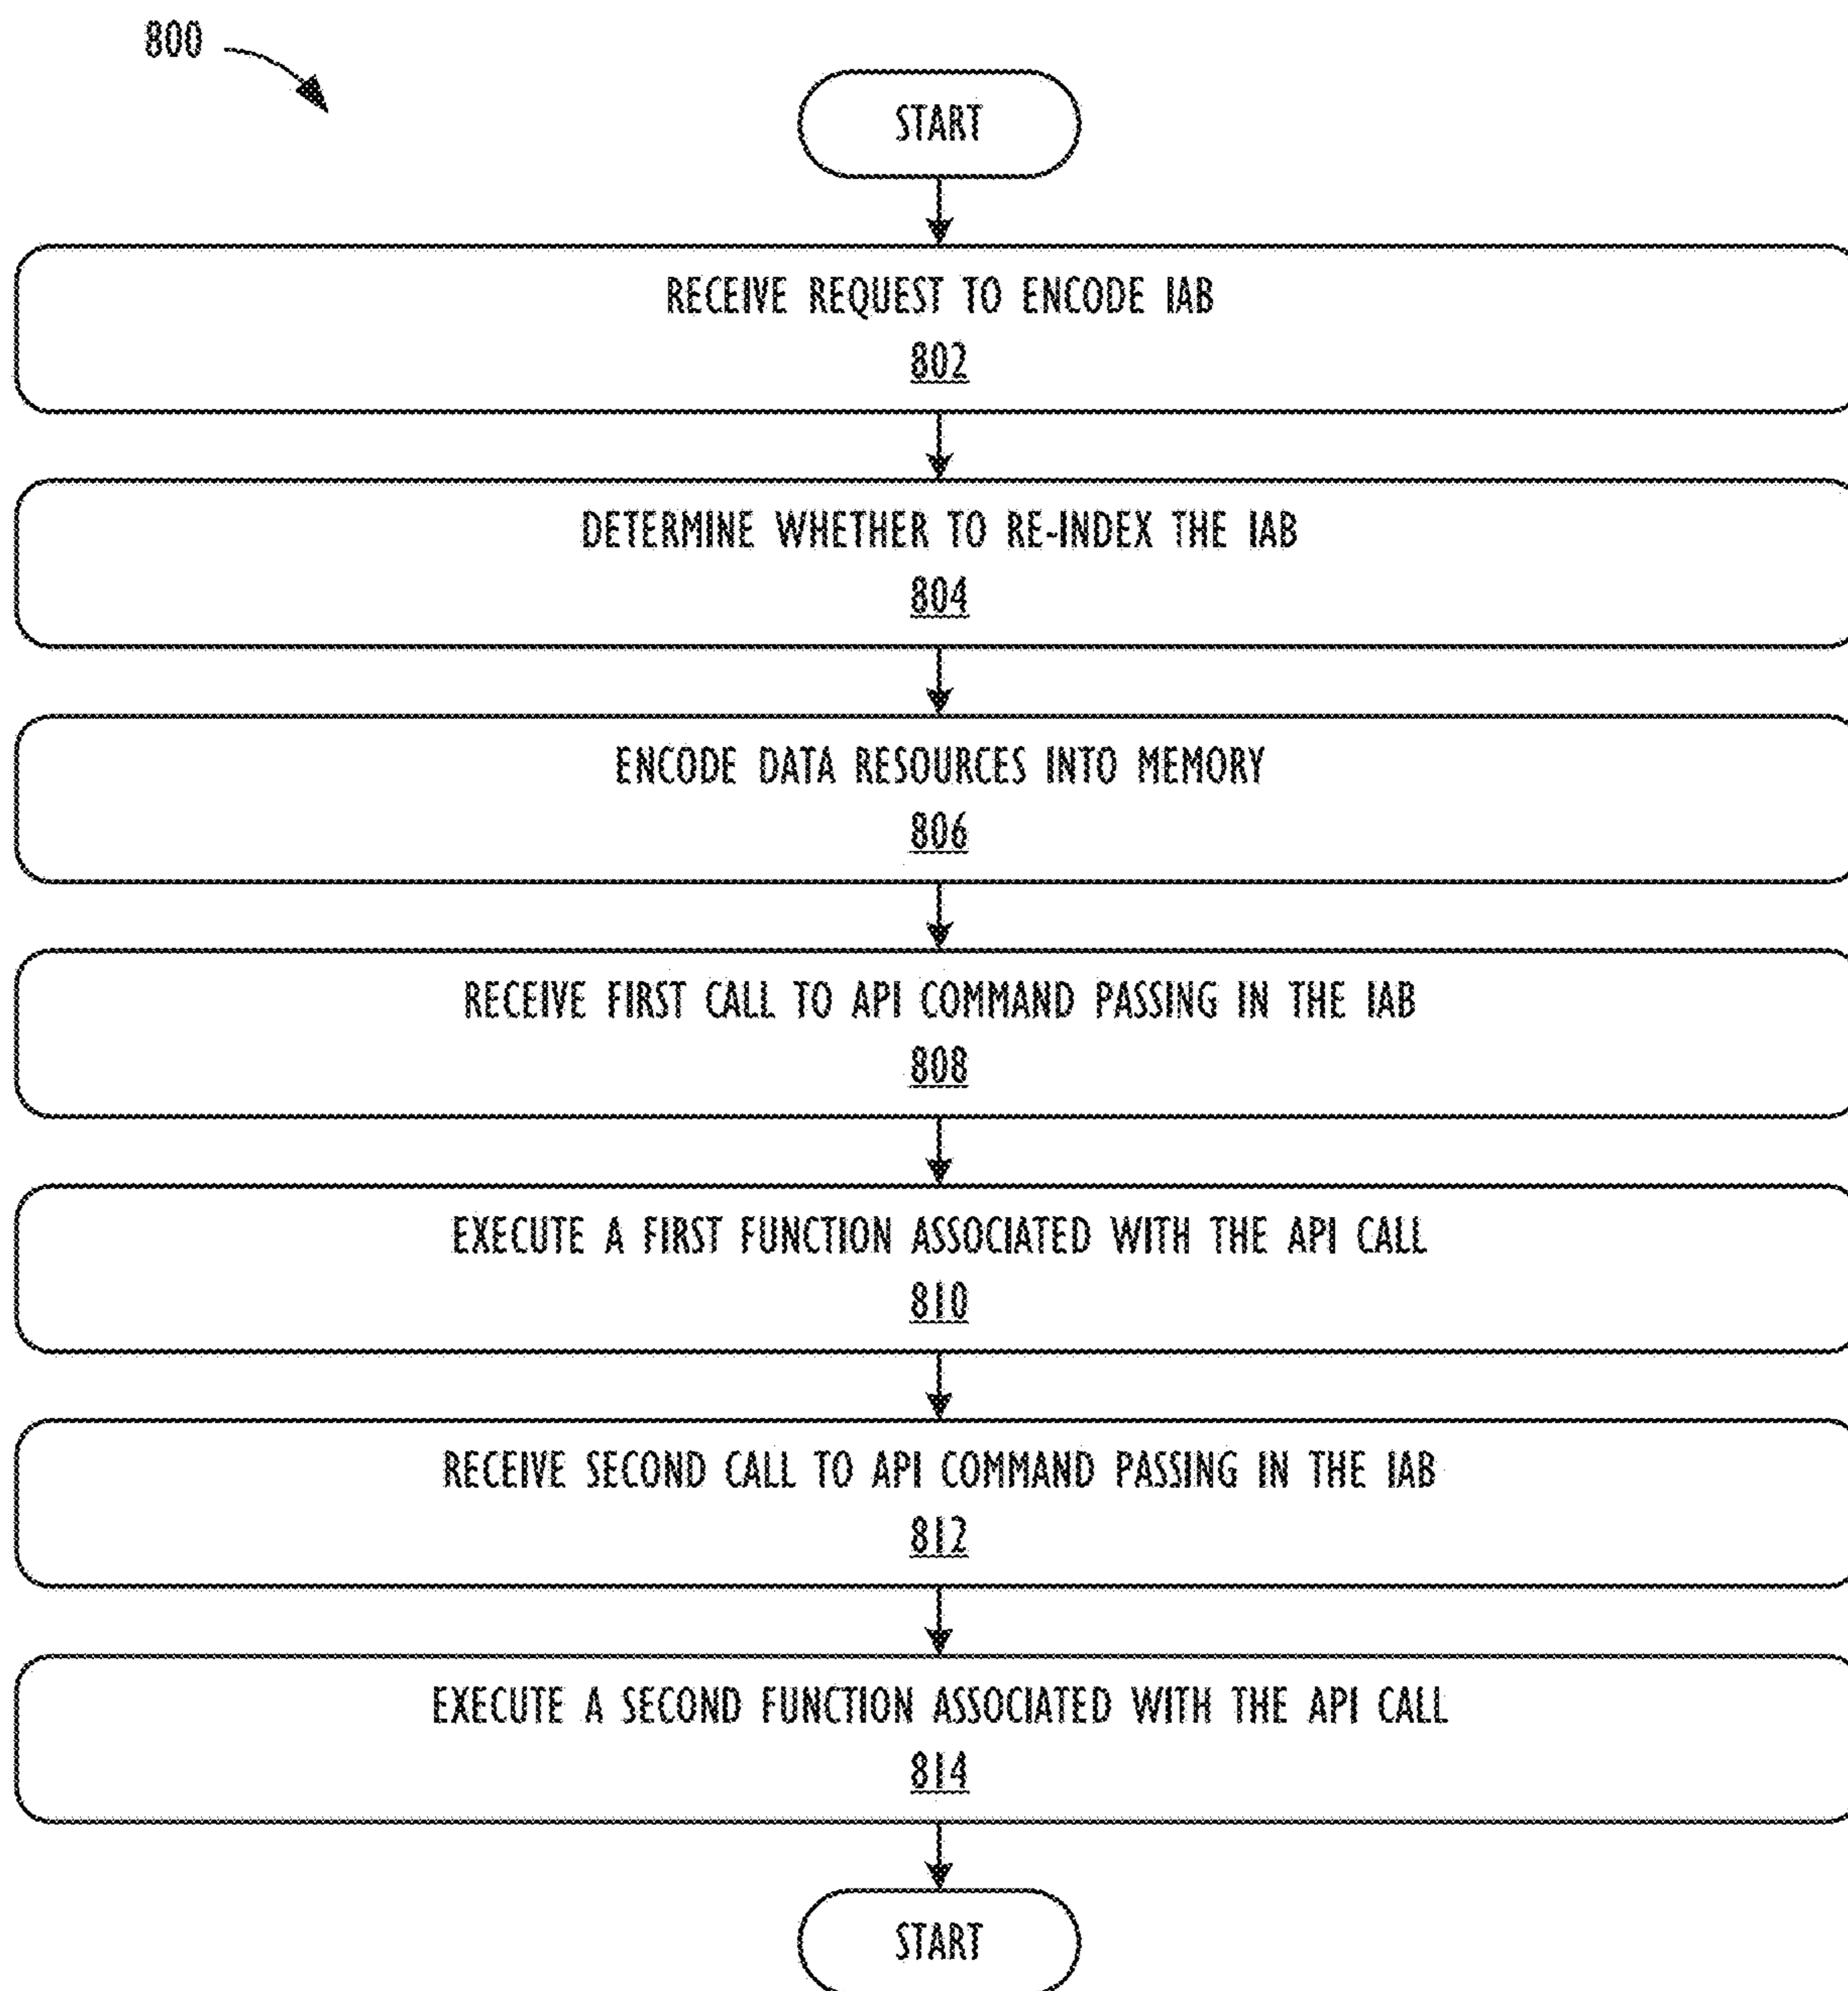 800
START
RECEIVE REQUEST TO ENCODE IAB
802
DETERMINE WHETHER TO RE-INDEX THE IAB
804
ENCODE DATA RESOURCES INTO MEMORY
806
RECEIVE FIRST CALL TO API COMMAND PASSING IN THE IAB
808
EXECUTE A FIRST FUNCTION ASSOCIATED WITH THE API CALL
810
RECEIVE SECOND CALL TO API COMMAND PASSING IN THE IAB
812
EXECUTE A SECOND FUNCTION ASSOCIATED WITH THE API CALL
814
START